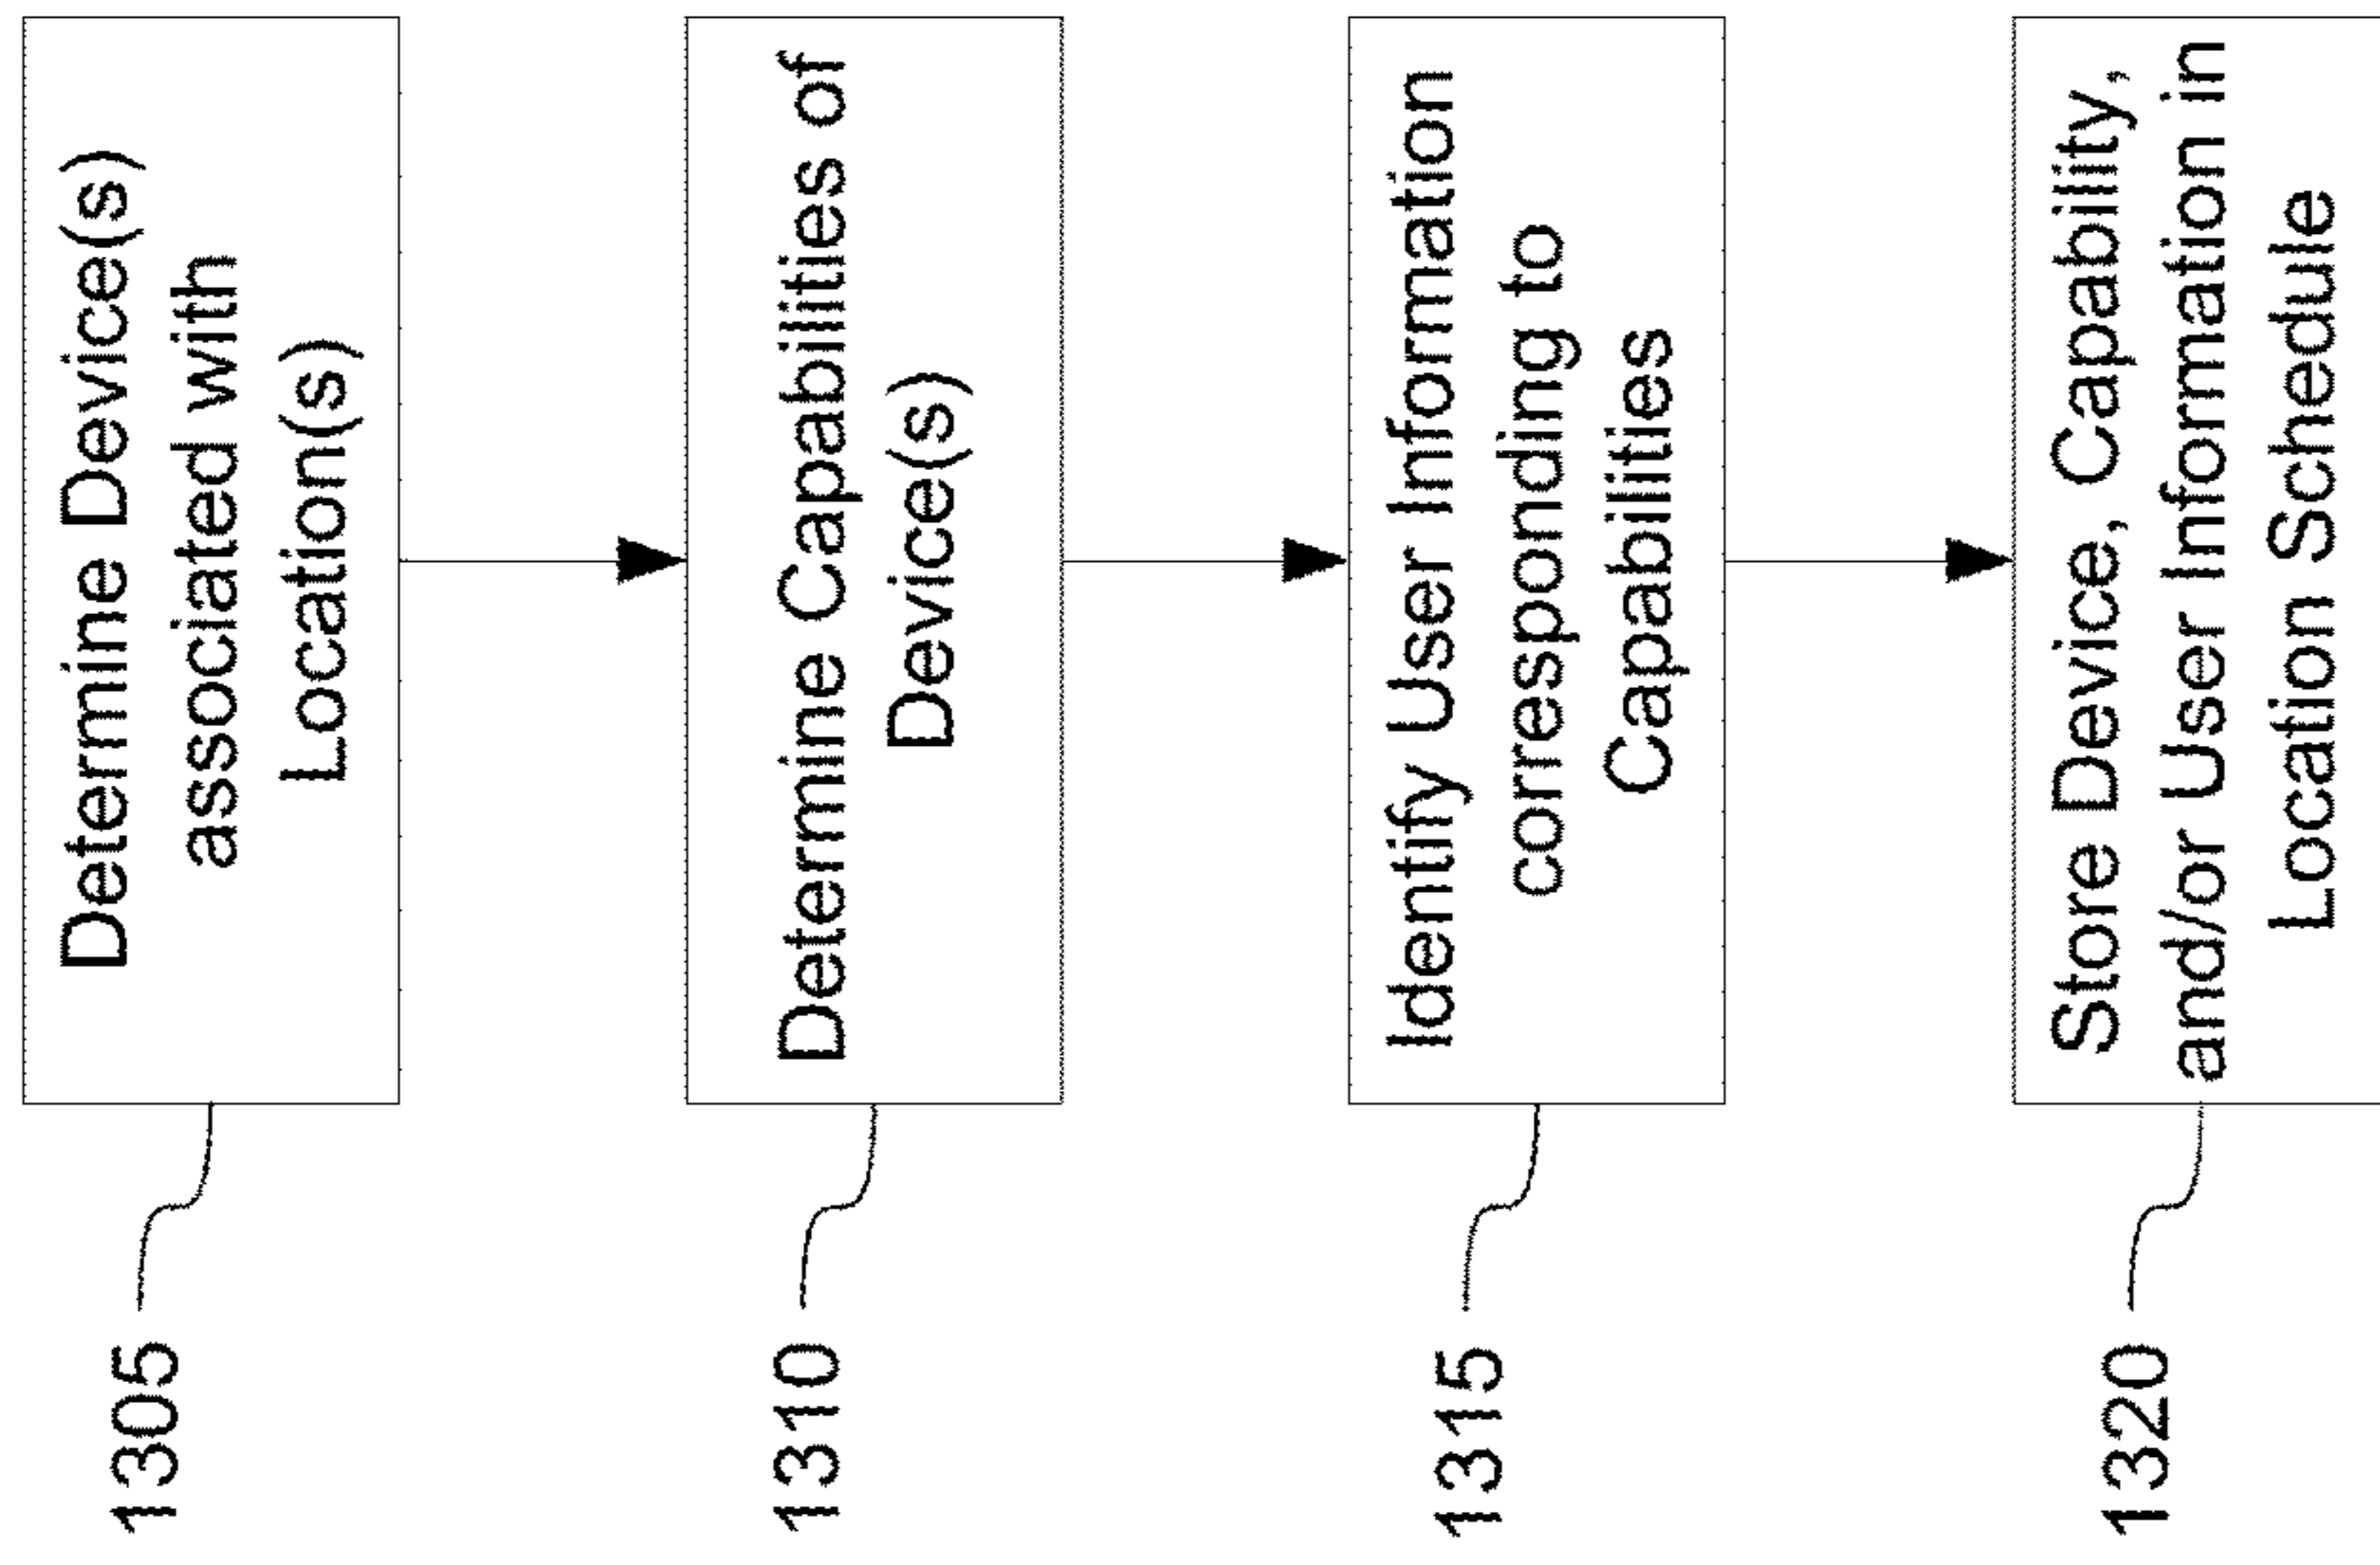 1305
Determine Device(s)
associated with
Location(s)
1310
Determine Capabilities of
Device(s)
1315
Identify User Information
corresponding to
Capabilities
1320
Store Device, Capability,
and/or User Information in
Location Schedule